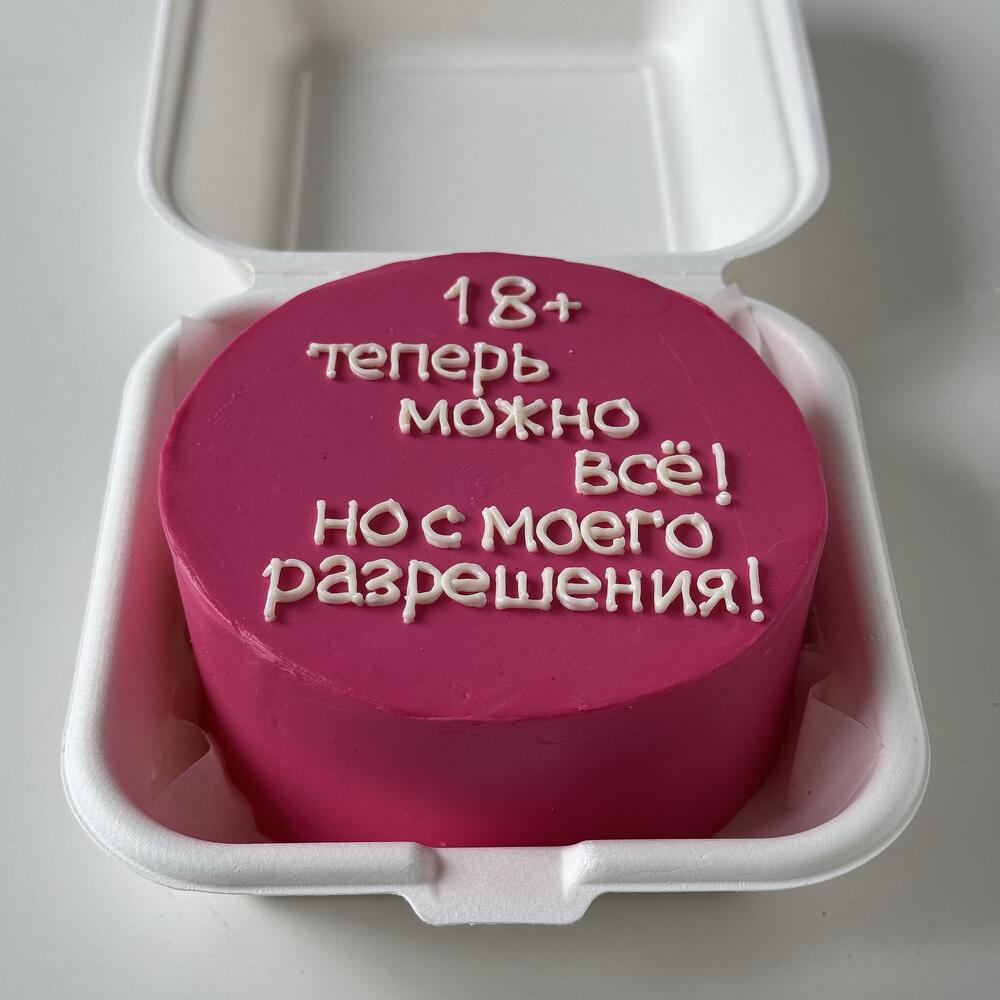 18+
теперь
можно
всё!
но с моего
разрешения!